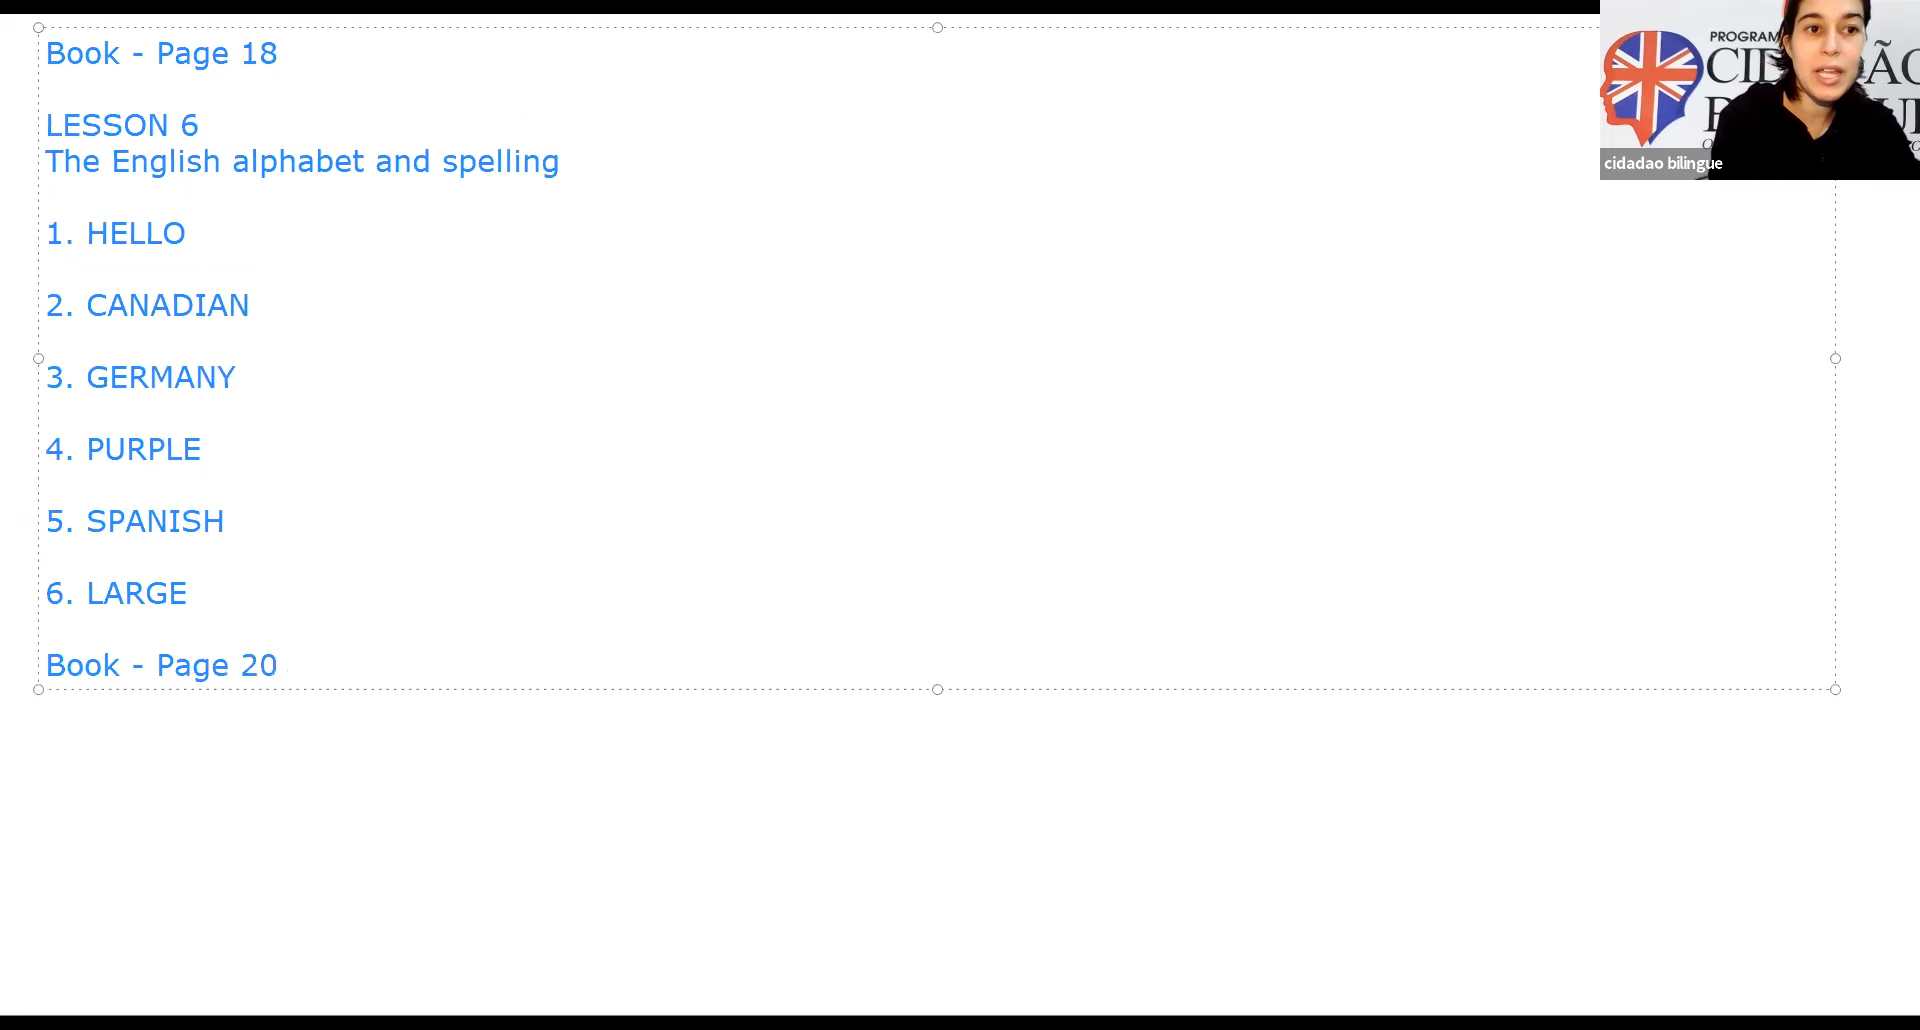 Book - Page 18
LESSON 6
The English alphabet and spelling
1. HELLO
2. CANADIAN
3. GERMANY
4. PURPLE
5. SPANISH
6. LARGE
Book - Page 20
cidadao bilingue